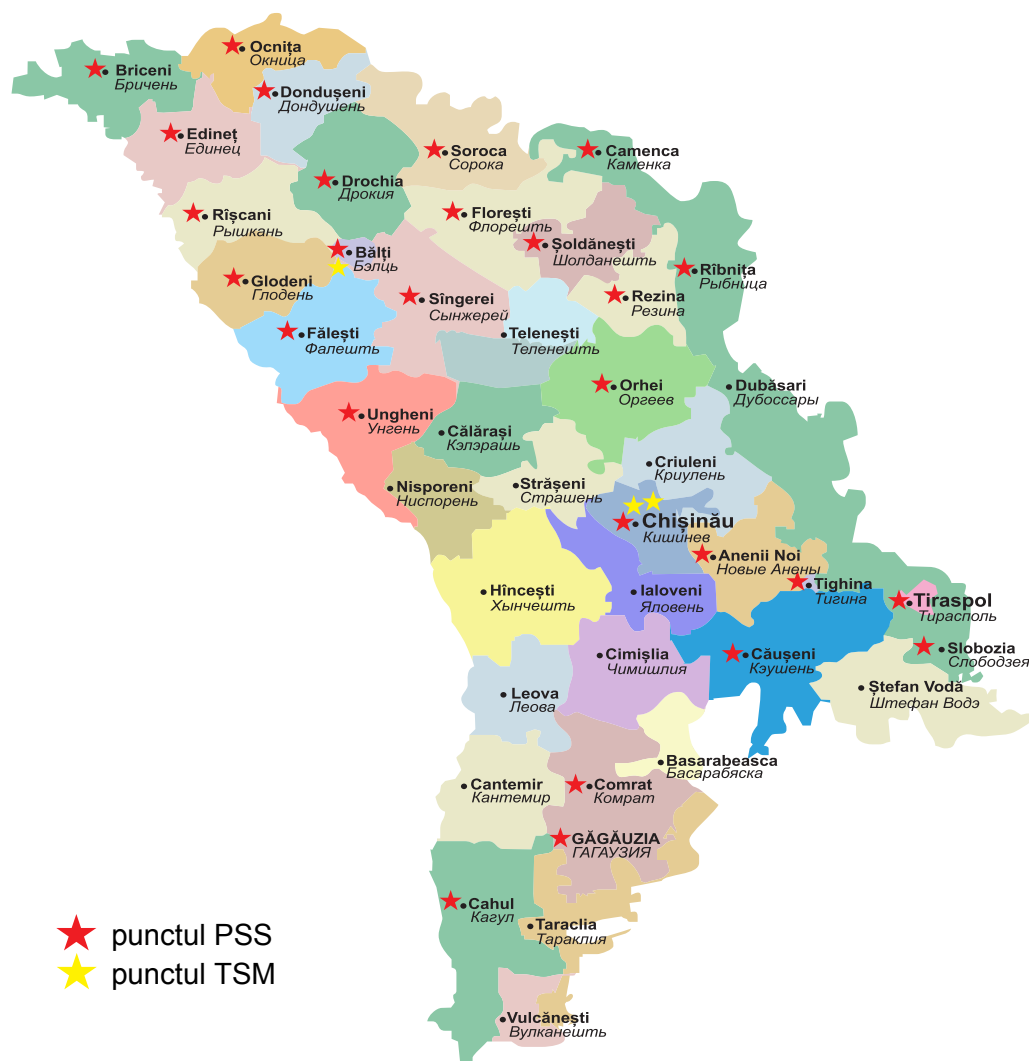 Ocnița
Окница
Briceni
Бричень
Dondușeni
Дондушень
Edineț
Единец
Soroca
Сорока
Camenca
Каменка
Drochia
Дрокия
Rîșcani
Рышкань
Florești
Флорешть
Șoldănești
Шолданешть
Bălți
Бэлць
Rîbnița
Рыбница
Glodeni
Глодень
Sîngerei
Сынжерей
Rezina
Резина
Fălești
Фалешть
Telenești
Теленешть
Orhei
Оргеев
Dubăsari
Дубоссары
Ungheni
Унгень
Călărași
Кэлэрашь
Criuleni
Криулень
Nisporeni
Ниспорень
Strășeni
Страшень
Chișinău
Кишинев
Anenii Noi
Новые Анены
Tighina
Тигина
Hîncești
Хынчешть
Ialoveni
Яловень
Tiraspol
Тирасполь
Cimișlia
Чимишлия
Căușeni
Кэушень
Slobozia
Слободзея
Leova
Леова
Ștefan Vodă
Штефан Водэ
Basarabeasca
Басарабяска
Cantemir
Кантемир
Comrat
Комрат
GĂGĂUZIA
ГАГАУЗИЯ
Cahul
Кагул
Taraclia
Тараклия
punctul PSS
punctul TSM
Vulcănești
Вулканешть